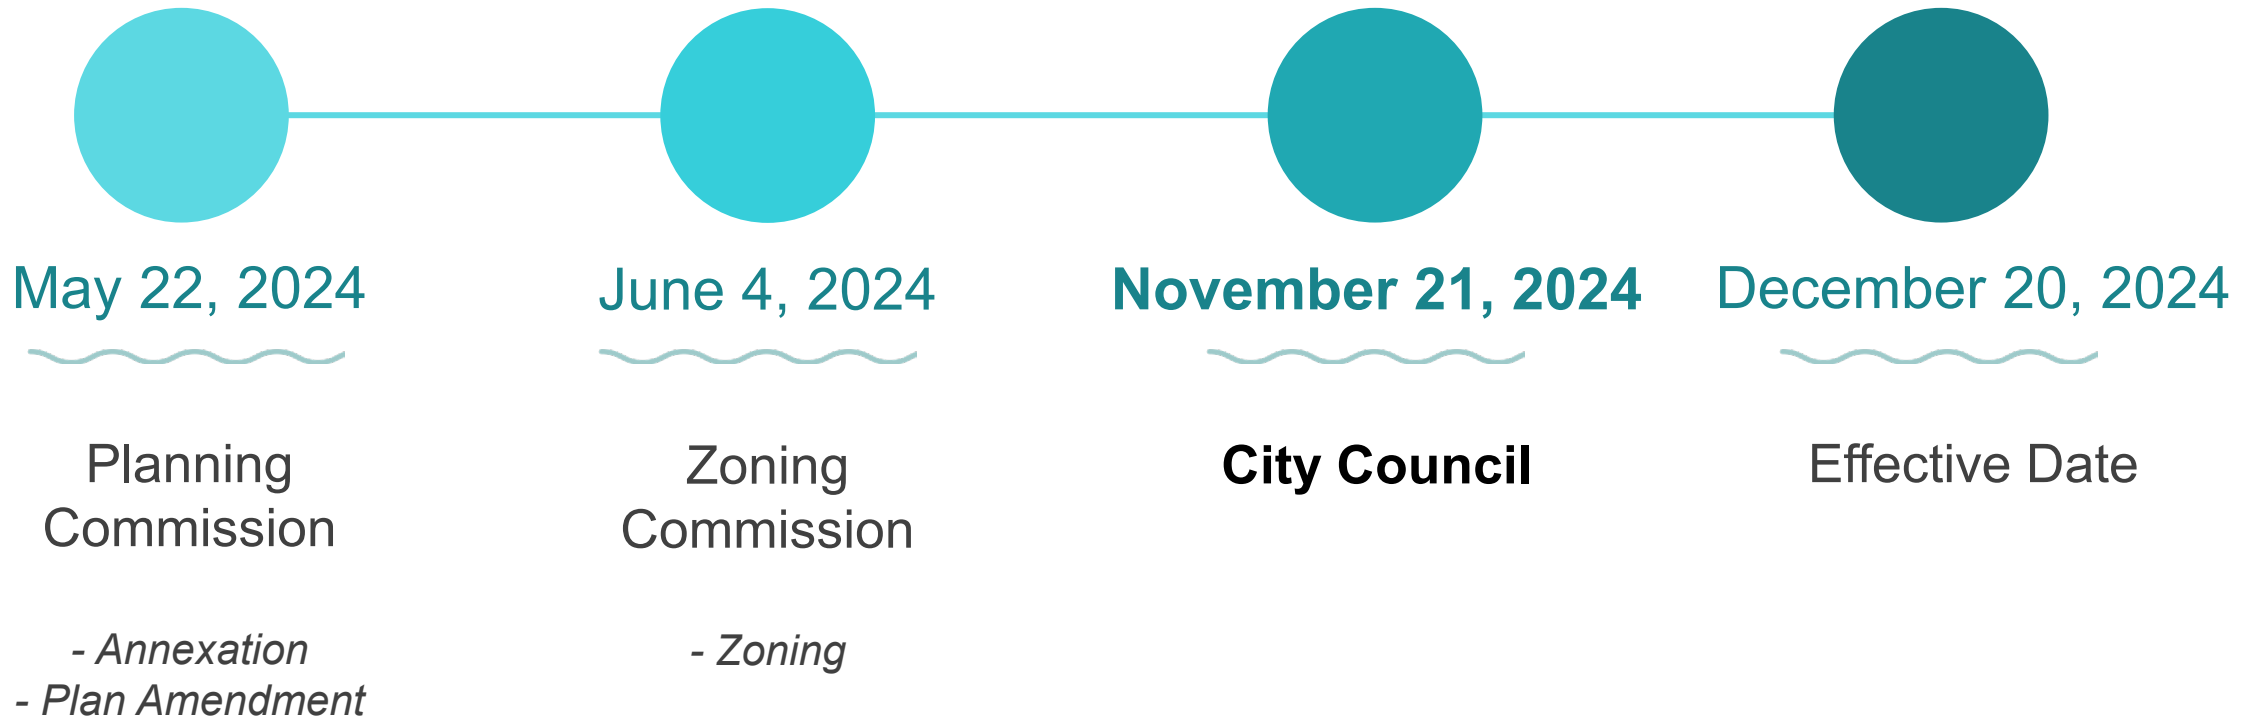 May 22, 2024
June 4, 2024
November 21, 2024
December 20, 2024
Planning
Commission
Zoning
Commission
City Council
Effective Date
- Annexation
- Plan Amendment
- Zoning